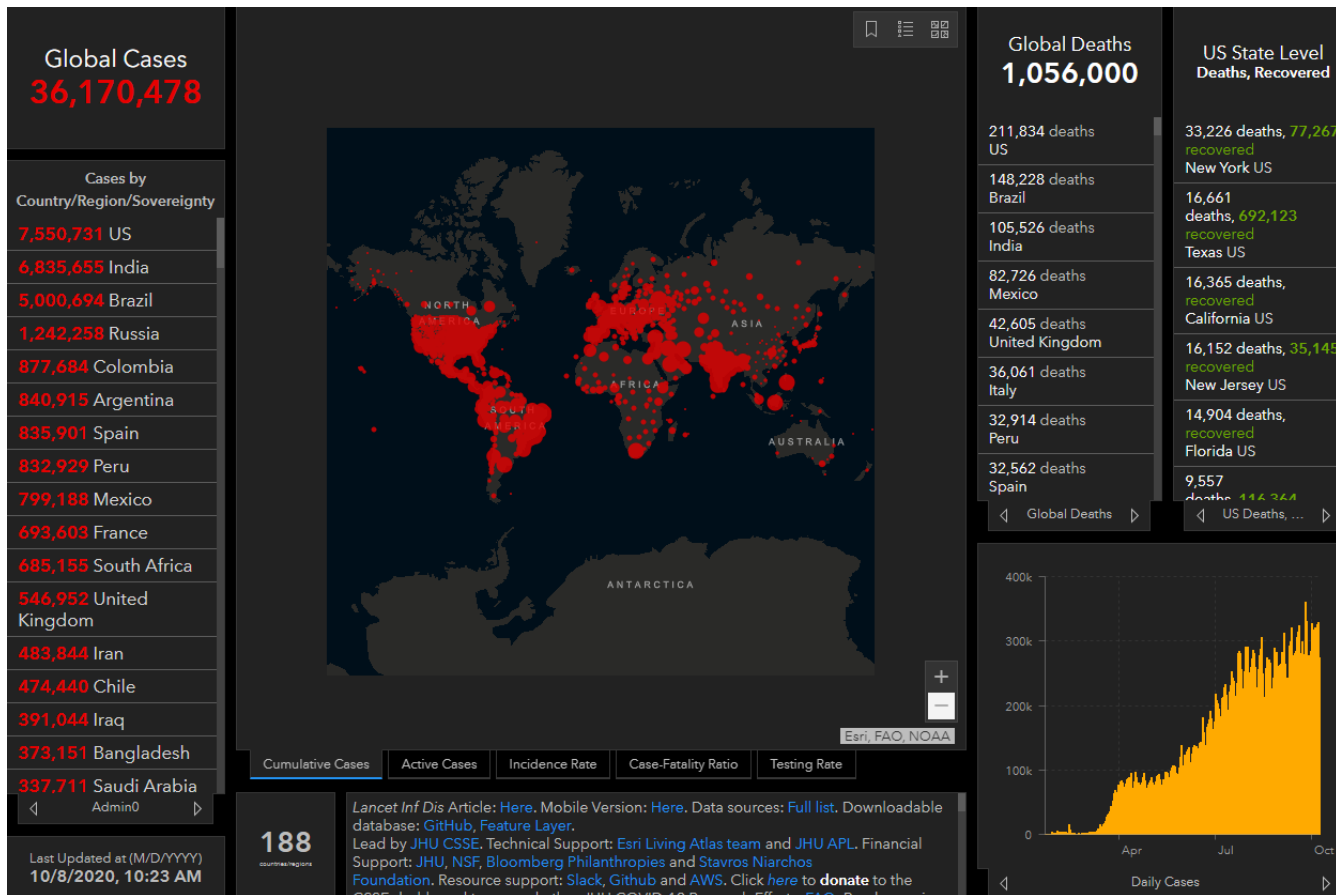 Global Cases
36,170,478
Cases by
Country/Region/Sovereignty
7,550,731 US
6,835,655 India
5,000,694 Brazil
1,242,258 Russia
877,684 Colombia
840,915 Argentina
835,901 Spain
832,929 Peru
799,188 Mexico
693,603 France
685,155 South Africa
546,952 United
Kingdom
483,844 Iran
474,440 Chile
391,044 Iraq
373,151 Bangladesh
337,711 Saudi Arabia
Admin0
Last Updated at (M/D/YYYY)
10/8/2020, 10:23 AM
NORTH
AMERICA
EUROPE
ASIA
AFRICA
SOUTH
AMERICA
AUSTRALIA
ANTARCTICA
Esri, FAO, NOAA
Cumulative Cases
Active Cases
Incidence Rate
Case-Fatality Ratio
Testing Rate
188
countries/regions
Lancet Inf Dis Article: Here. Mobile Version: Here. Data sources: Full list. Downloadable
database: GitHub, Feature Layer.
Lead by JHU CSSE. Technical Support: Esri Living Atlas team and JHU APL. Financial
Support: JHU, NSF, Bloomberg Philanthropies and Stavros Niarchos
Foundation. Resource support: Slack, Github and AWS. Click here to donate to the
Global Deaths
1,056,000
211,834 deaths
US
148,228 deaths
Brazil
105,526 deaths
India
82,726 deaths
Mexico
42,605 deaths
United Kingdom
36,061 deaths
Italy
32,914 deaths
Peru
32,562 deaths
Spain
Global Deaths
US State Level
Deaths, Recovered
33,226 deaths, 77,267
recovered
New York US
16,661
deaths, 692,123
recovered
Texas US
16,365 deaths,
recovered
California US
16,152 deaths, 35,145
recovered
New Jersey US
14,904 deaths,
recovered
Florida US
9,557
deaths, 116,364
US Deaths, ...
400k
300k
200k
100k
0
Apr
Jul
Oct
Daily Cases